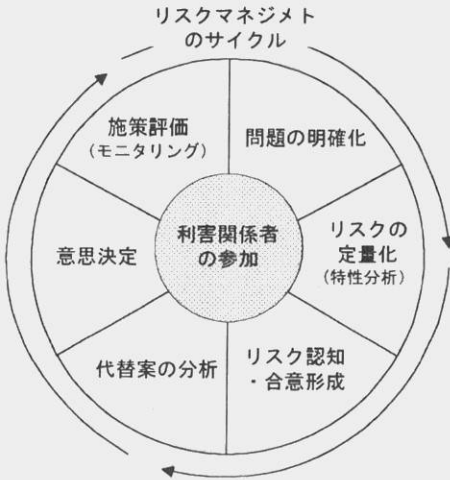 リスクマネジメト
のサイクル
問題の明確化
リスクの
定量化
(特性分析)
リスク認知
・合意形成
代替案の分析
意思決定
施策評価
(モニタリング)
利害関係者
の参加